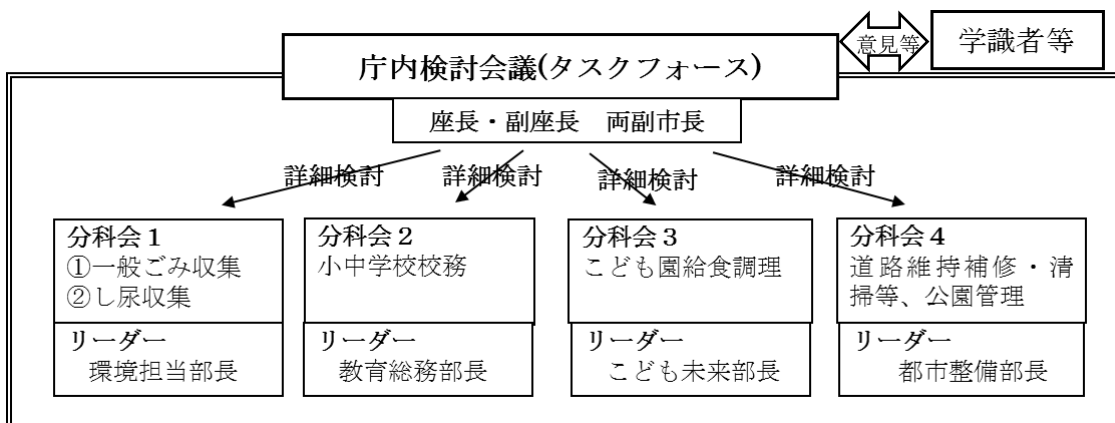 意見等
学識者等
庁内検討会議(タスクフォース)
座長・副座長　両副市長
詳細検討
詳細検討
詳細検討
詳細検討
分科会１
①一般ごみ収集
②し尿収集
リーダー
環境担当部長
分科会２
小中学校校務
リーダー
教育総務部長
分科会３
こども園給食調理
リーダー
こども未来部長
分科会４
道路維持補修・清
掃等、公園管理
リーダー
都市整備部長